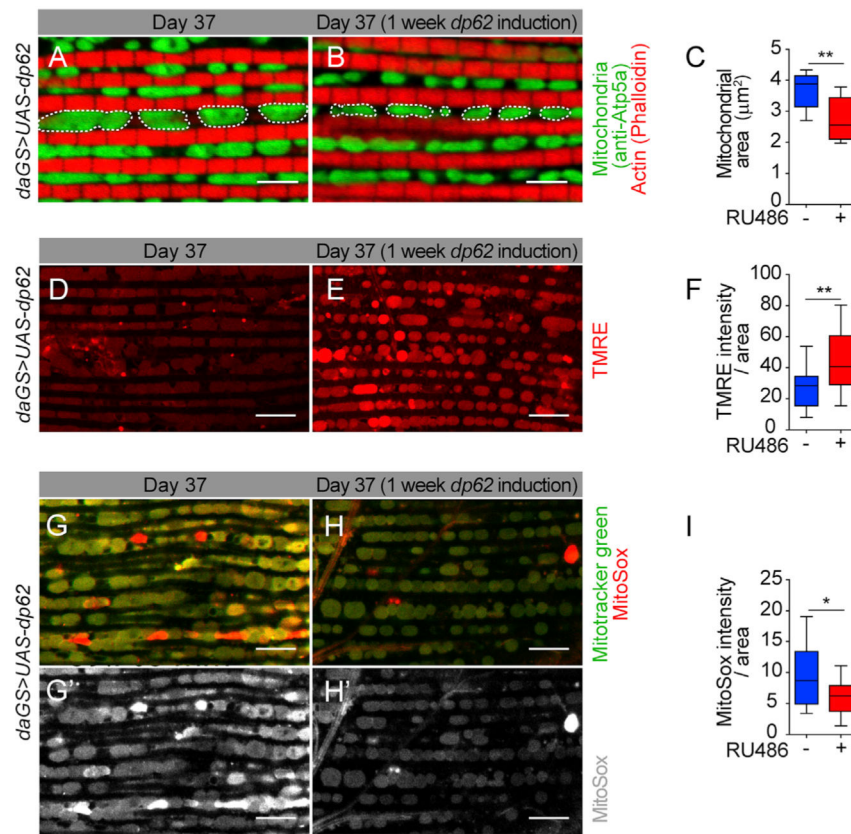 Day 37
Day 37 (1 week dp62 induction)
daGS>UAS-dp62
A
B
Mitochondria
(anti-Atp5a)
Actin (Phalloidin)
C
**
Mitochondrial
area (μm²)
5
4
3
2
1
0
RU486 - +
Day 37
Day 37 (1 week dp62 induction)
daGS>UAS-dp62
D
E
TMRE
F
**
TMRE intensity
/ area
100
80
60
40
20
0
RU486 - +
Day 37
Day 37 (1 week dp62 induction)
daGS>UAS-dp62
G
H
Mitotracker green
MitoSox
G'
H'
MitoSox
I
*
MitoSox intensity
/ area
25
20
15
10
5
0
RU486 - +